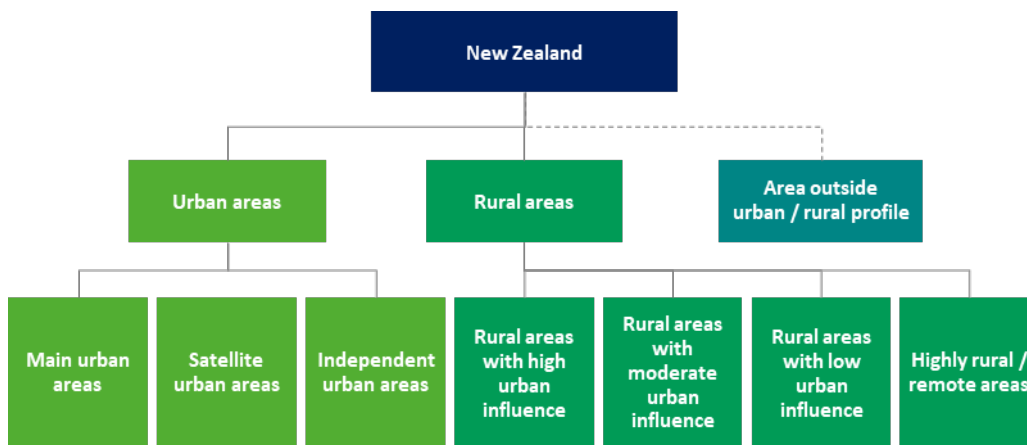 New Zealand
Urban areas
Rural areas
Area outside
urban / rural profile
Main urban
areas
Satellite
urban areas
Independent
urban areas
Rural areas
with high
urban
influence
Rural areas
with
moderate
urban
influence
Rural areas
with low
urban
influence
Highly rural /
remote areas